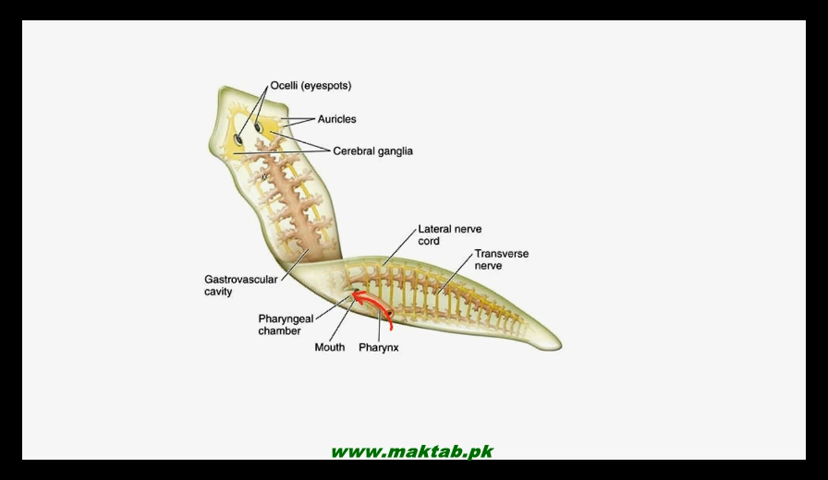 Ocelli (eyespots)
Auricles
Cerebral ganglia
Lateral nerve
cord
Transverse
nerve
Gastrovascular
cavity
Pharyngeal
chamber
Mouth
Pharynx
www.maktab.pk